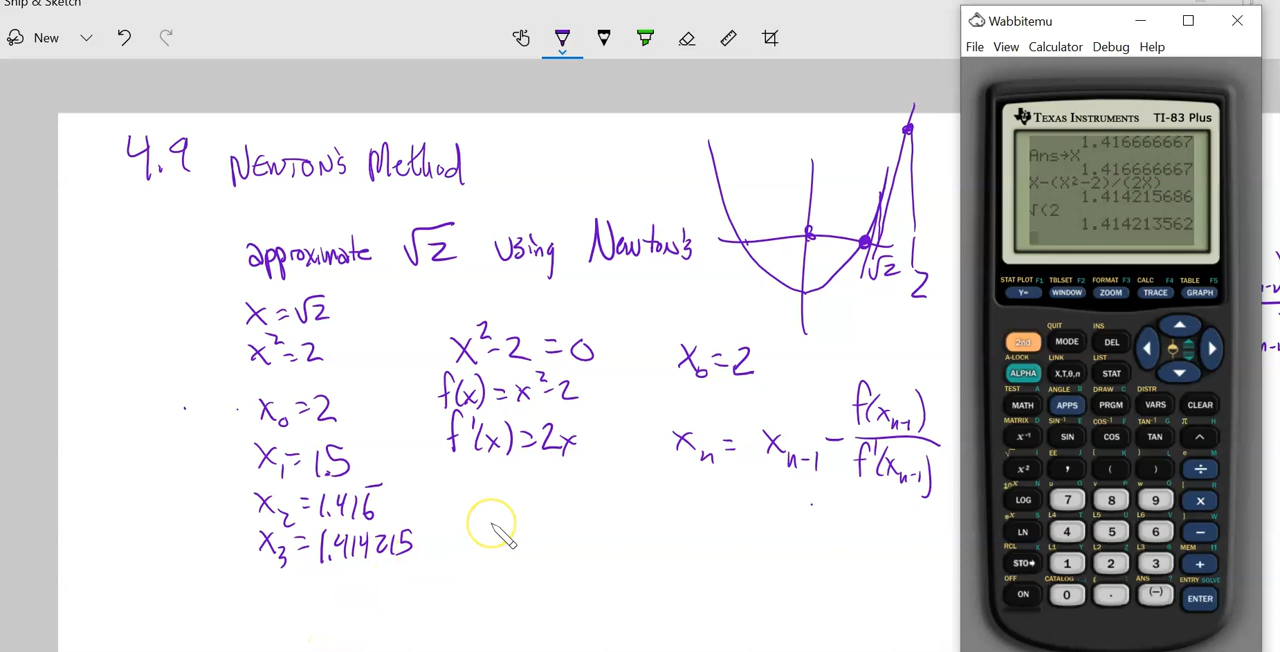 Snip & Sketch
New
4.9 NEWTON'S Method
approximate √2 using Newton's
x = √2
x² = 2
x₀ = 2
x₁ = 1.5
x₂ = 1.416̅
x₃ = 1.414215
x² - 2 = 0
f(x) = x² - 2
f'(x) = 2x
x₀ = 2
xₙ = xₙ₋₁ - f(xₙ₋₁) / f'(xₙ₋₁)
√2
2
Wabbitemu
File View Calculator Debug Help
TEXAS INSTRUMENTS TI-83 Plus
1.416666667
Ans→X
1.416666667
X-(X²-2)/(2X)
1.414215686
√(2
1.414213562
STAT PLOT F1 TBLSET F2 FORMAT F3 CALC F4 TABLE F5
Y= WINDOW ZOOM TRACE GRAPH
QUIT INS
2nd MODE DEL
A-LOCK LINK LIST
ALPHA X,T,θ,n STAT
TEST A ANGLE B DRAW C DISTR
MATH APPS PRGM VARS CLEAR
MATRIX D SIN⁻¹ E COS⁻¹ F TAN⁻¹ G π H
x⁻¹ SIN COS TAN ^
√ I EE J { K } L e M
x² , ( ) ÷
10ˣ N u O v P w Q [ R
LOG 7 8 9 ×
eˣ S L4 T L5 U L6 V ] W
LN 4 5 6 −
RCL X L1 Y L2 Z L3 θ MEM "
STO→ 1 2 3 +
OFF CATALOG i : ANS ? ENTRY SOLVE
ON 0 . (−) ENTER